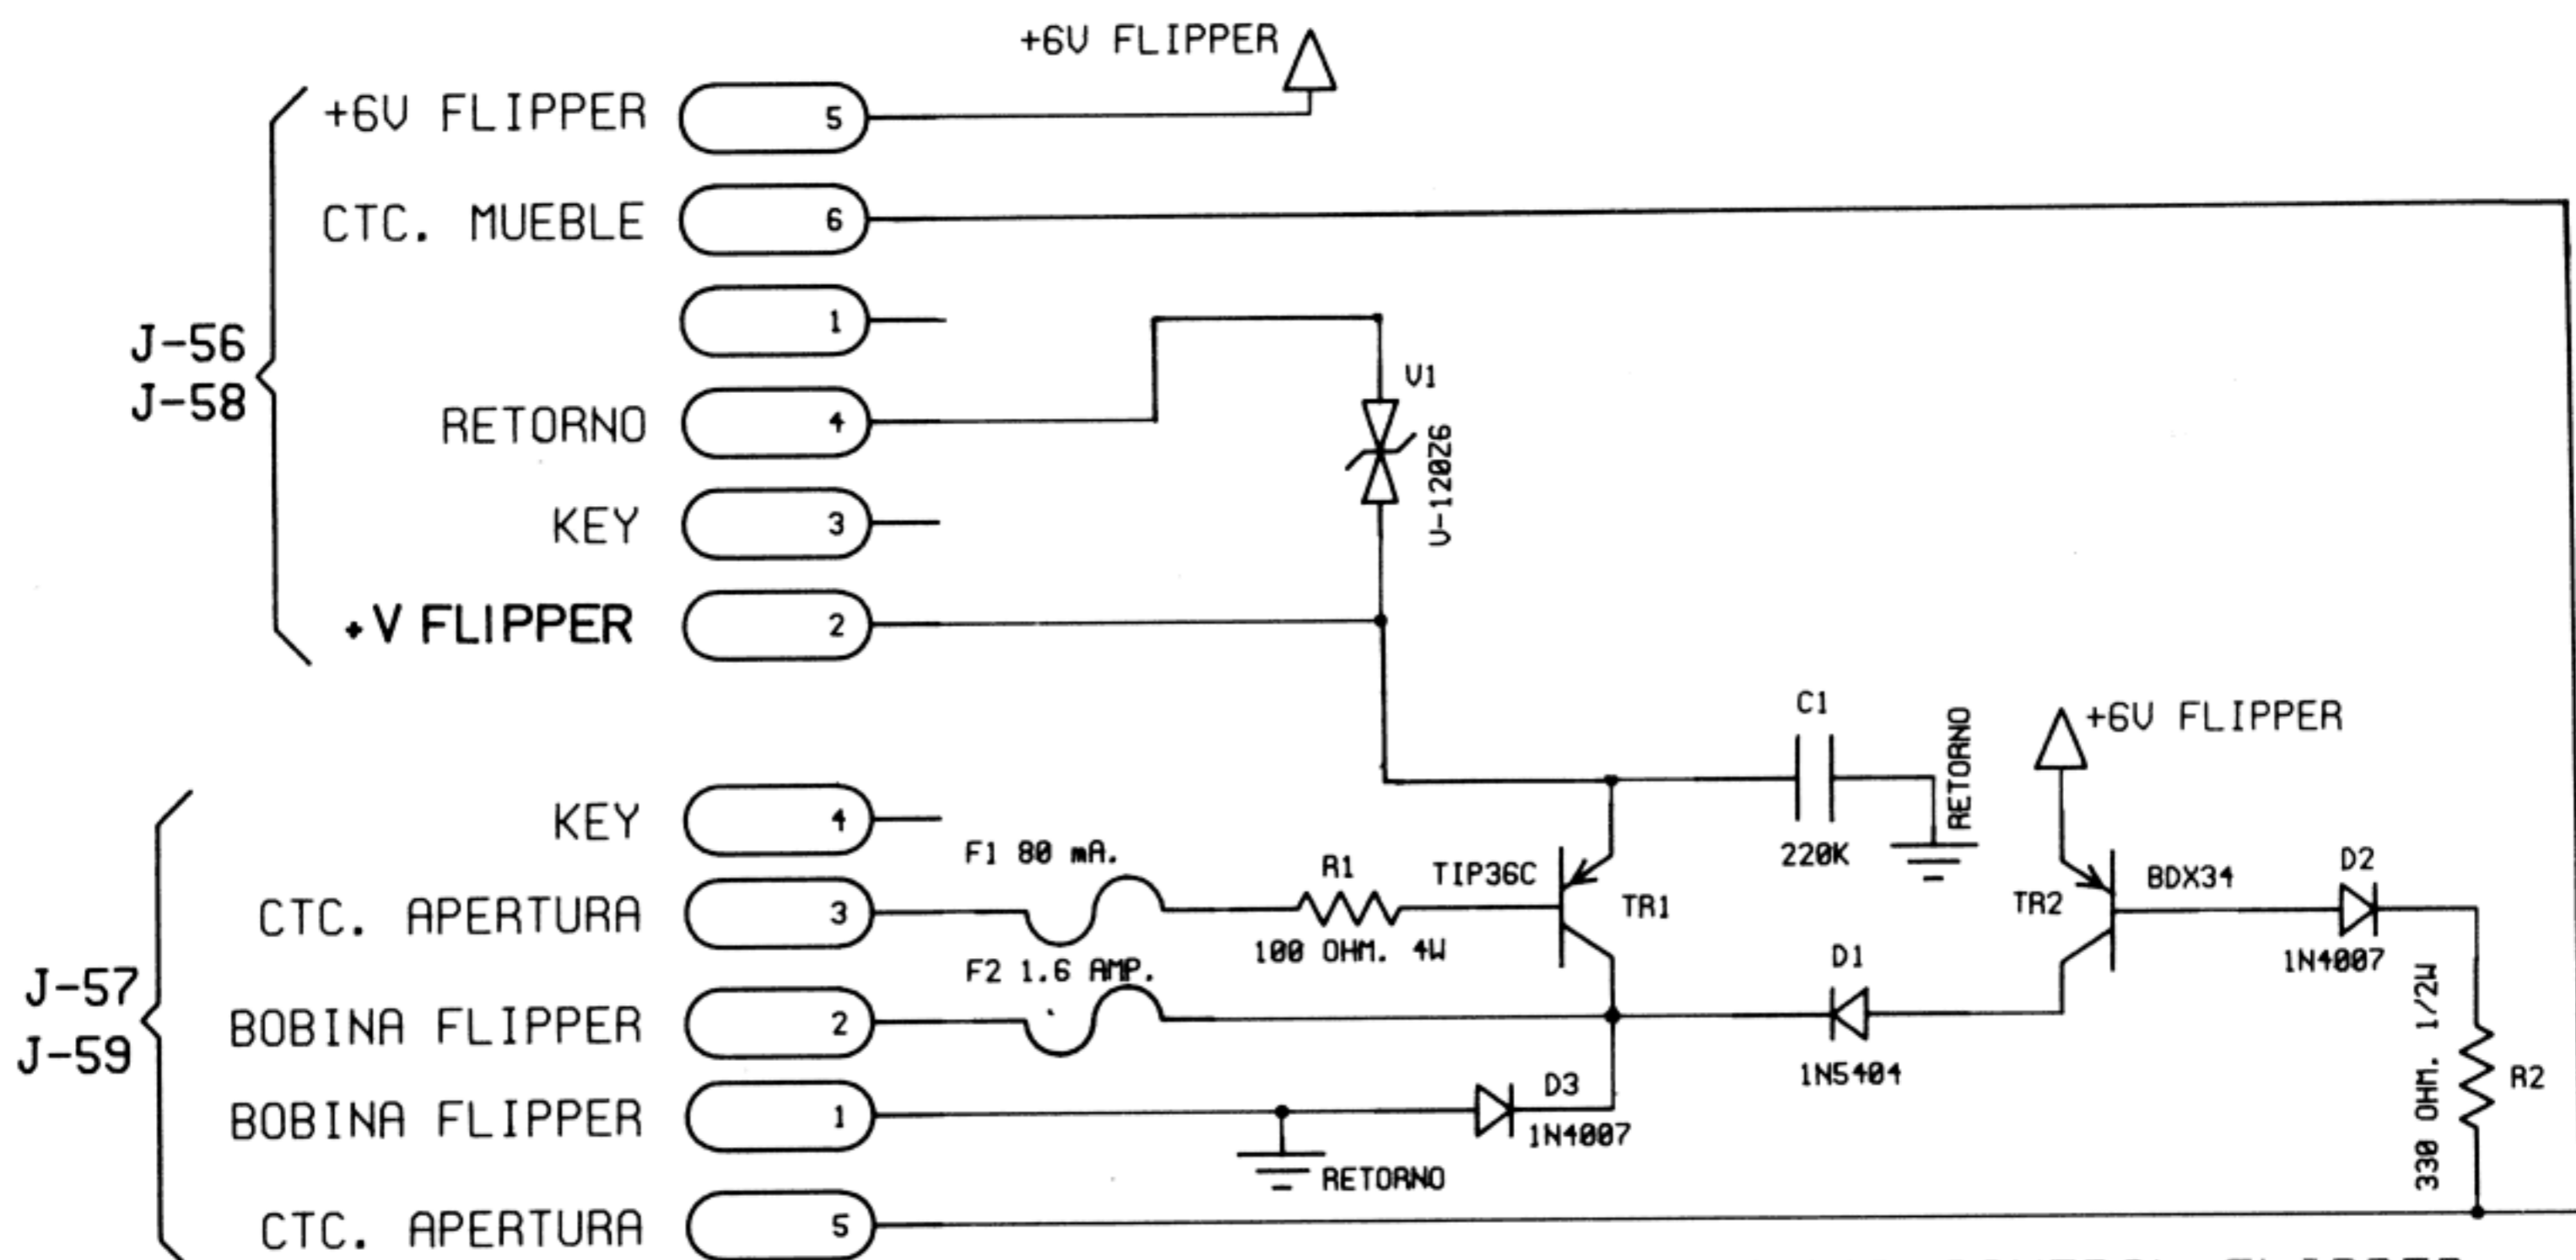 +6V FLIPPER
+6V FLIPPER
5
CTC. MUEBLE
6
1
J-56
J-58
RETORNO
4
V1
V-120Z6
KEY
3
+V FLIPPER
2
C1
220K
RETORNO
+6V FLIPPER
KEY
4
F1 80 mA.
R1
100 OHM. 4W
TIP36C
TR1
TR2
BDX34
D2
1N4007
CTC. APERTURA
3
F2 1.6 AMP.
D1
1N5404
330 OHM. 1/2W
R2
J-57
J-59
BOBINA FLIPPER
2
D3
1N4007
BOBINA FLIPPER
1
RETORNO
CTC. APERTURA
5